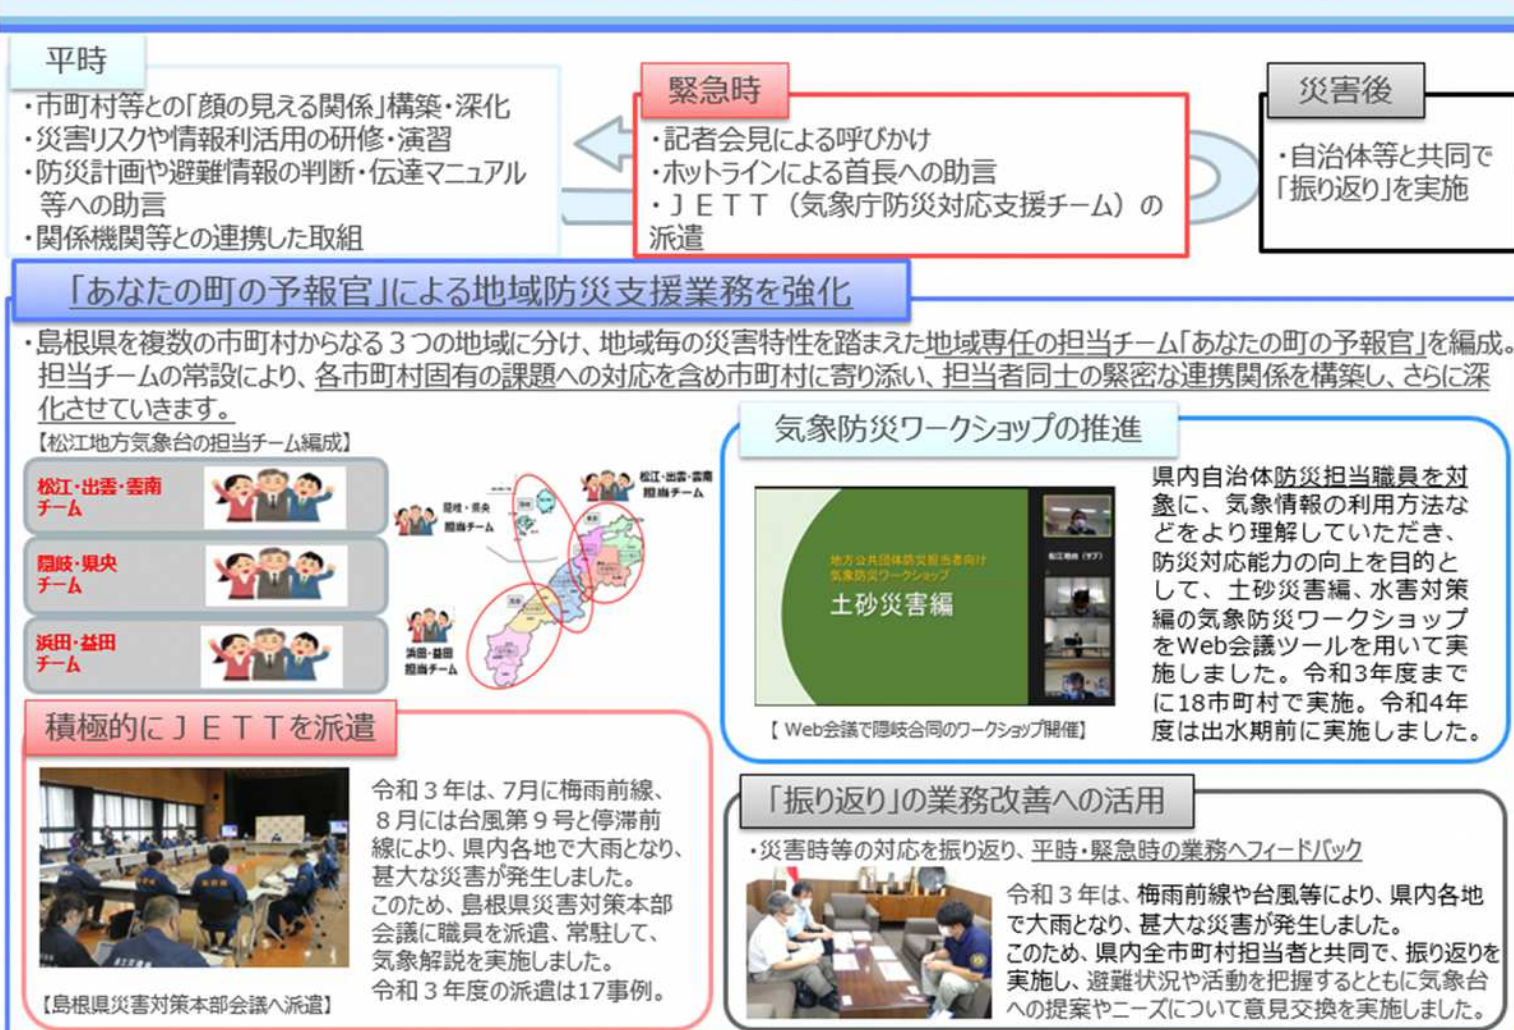 平時
・市町村等との「顔の見える関係」構築・深化
・災害リスクや情報利活用の研修・演習
・防災計画や避難情報の判断・伝達マニュアル
等への助言
・関係機関等との連携した取組
緊急時
・記者会見による呼びかけ
・ホットラインによる首長への助言
・ＪＥＴＴ（気象庁防災対応支援チーム）の
派遣
災害後
・自治体等と共同で
「振り返り」を実施
「あなたの町の予報官」による地域防災支援業務を強化
・島根県を複数の市町村からなる３つの地域に分け、地域毎の災害特性を踏まえた地域専任の担当チーム「あなたの町の予報官」を編成。
担当チームの常設により、各市町村固有の課題への対応を含め市町村に寄り添い、担当者同士の緊密な連携関係を構築し、さらに深
化させていきます。
【松江地方気象台の担当チーム編成】
松江・出雲・雲南
チーム
隠岐・県央
チーム
浜田・益田
チーム
松江・出雲・雲南
担当チーム
隠岐・県央
担当チーム
浜田・益田
担当チーム
気象防災ワークショップの推進
地方公共団体防災担当者向け
気象防災ワークショップ
土砂災害編
松江地台（サブ）
【 Web会議で隠岐合同のワークショップ開催】
県内自治体防災担当職員を対
象に、気象情報の利用方法な
どをより理解していただき、
防災対応能力の向上を目的と
して、土砂災害編、水害対策
編の気象防災ワークショップ
をWeb会議ツールを用いて実
施しました。令和3年度まで
に18市町村で実施。令和4年
度は出水期前に実施しました。
積極的にＪＥＴＴを派遣
【島根県災害対策本部会議へ派遣】
令和３年は、7月に梅雨前線、
８月には台風第９号と停滞前
線により、県内各地で大雨となり、
甚大な災害が発生しました。
このため、島根県災害対策本部
会議に職員を派遣、常駐して、
気象解説を実施しました。
令和３年度の派遣は17事例。
「振り返り」の業務改善への活用
・災害時等の対応を振り返り、平時・緊急時の業務へフィードバック
令和３年は、梅雨前線や台風等により、県内各地
で大雨となり、甚大な災害が発生しました。
このため、県内全市町村担当者と共同で、振り返りを
実施し、避難状況や活動を把握するとともに気象台
への提案やニーズについて意見交換を実施しました。